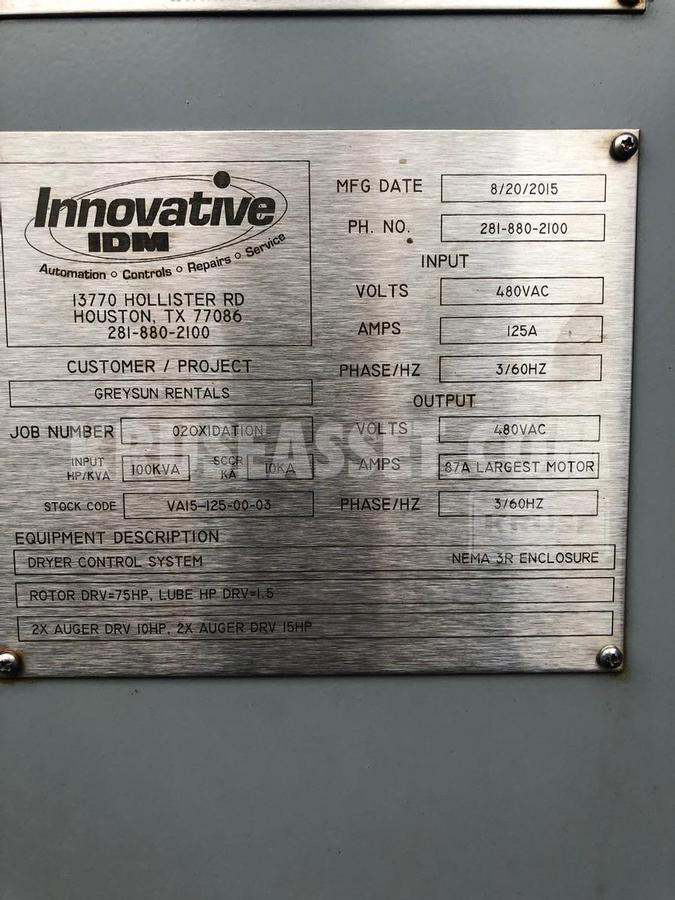 Innovative
IDM
Automation o Controls o Repairs o Service
13770 HOLLISTER RD
HOUSTON, TX 77086
281-880-2100
MFG DATE 8/20/2015
PH. NO. 281-880-2100
INPUT
VOLTS 480VAC
AMPS 125A
PHASE/HZ 3/60HZ
CUSTOMER / PROJECT
GREYSUN RENTALS
OUTPUT
JOB NUMBER 020XIDATION
VOLTS 480VAC
INPUT HP/KVA 100KVA SCCR KA 10KA
AMPS 87A LARGEST MOTOR
STOCK CODE VA15-125-00-03
PHASE/HZ 3/60HZ
EQUIPMENT DESCRIPTION
DRYER CONTROL SYSTEM NEMA 3R ENCLOSURE
ROTOR DRV=75HP, LUBE HP DRV=1.5
2X AUGER DRV 10HP, 2X AUGER DRV 15HP